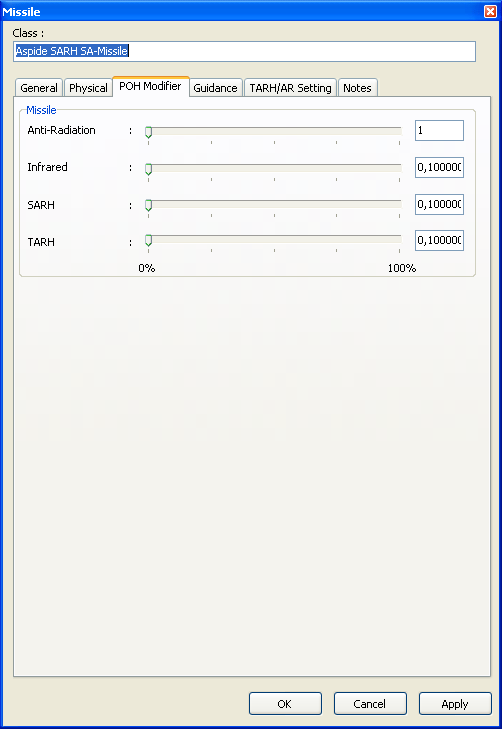 Missile
Class :
Aspide SARH SA-Missile
General Physical POH Modifier Guidance TARH/AR Setting Notes
Missile
Anti-Radiation : 1
Infrared : 0,100000
SARH : 0,100000
TARH : 0,100000
0% 100%
OK Cancel Apply